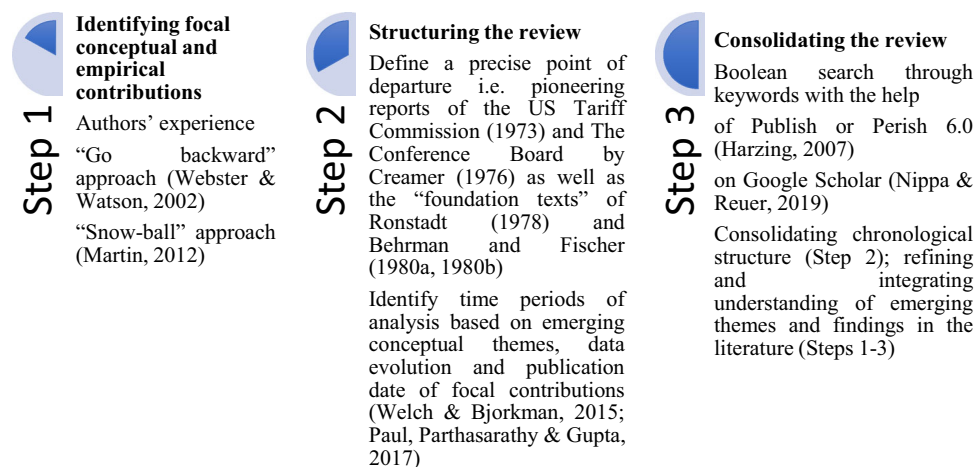 Step 1
Identifying focal
conceptual and
empirical
contributions
Authors’ experience
“Go backward”
approach (Webster &
Watson, 2002)
“Snow-ball” approach
(Martin, 2012)
Step 2
Structuring the review
Define a precise point of
departure i.e. pioneering
reports of the US Tariff
Commission (1973) and The
Conference Board by
Creamer (1976) as well as
the “foundation texts” of
Ronstadt (1978) and
Behrman and Fischer
(1980a, 1980b)
Identify time periods of
analysis based on emerging
conceptual themes, data
evolution and publication
date of focal contributions
(Welch & Bjorkman, 2015;
Paul, Parthasarathy & Gupta,
2017)
Step 3
Consolidating the review
Boolean search through
keywords with the help
of Publish or Perish 6.0
(Harzing, 2007)
on Google Scholar (Nippa &
Reuer, 2019)
Consolidating chronological
structure (Step 2); refining
and integrating
understanding of emerging
themes and findings in the
literature (Steps 1-3)